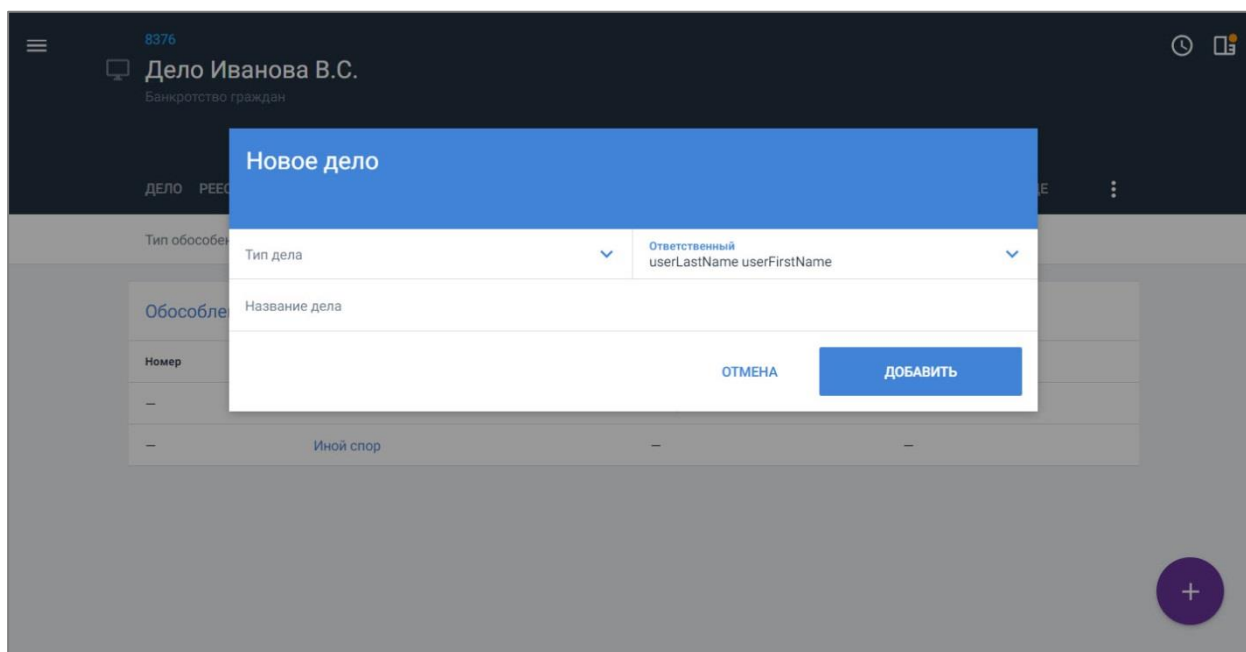 8376
Дело Иванова В.С.
Банкротство граждан
Новое дело
ДЕЛО
Тип
Тип дела
Ответственный
userLastName userFirstName
Название дела
Номер
ОТМЕНА
ДОБАВИТЬ
—
— Иной спор — —